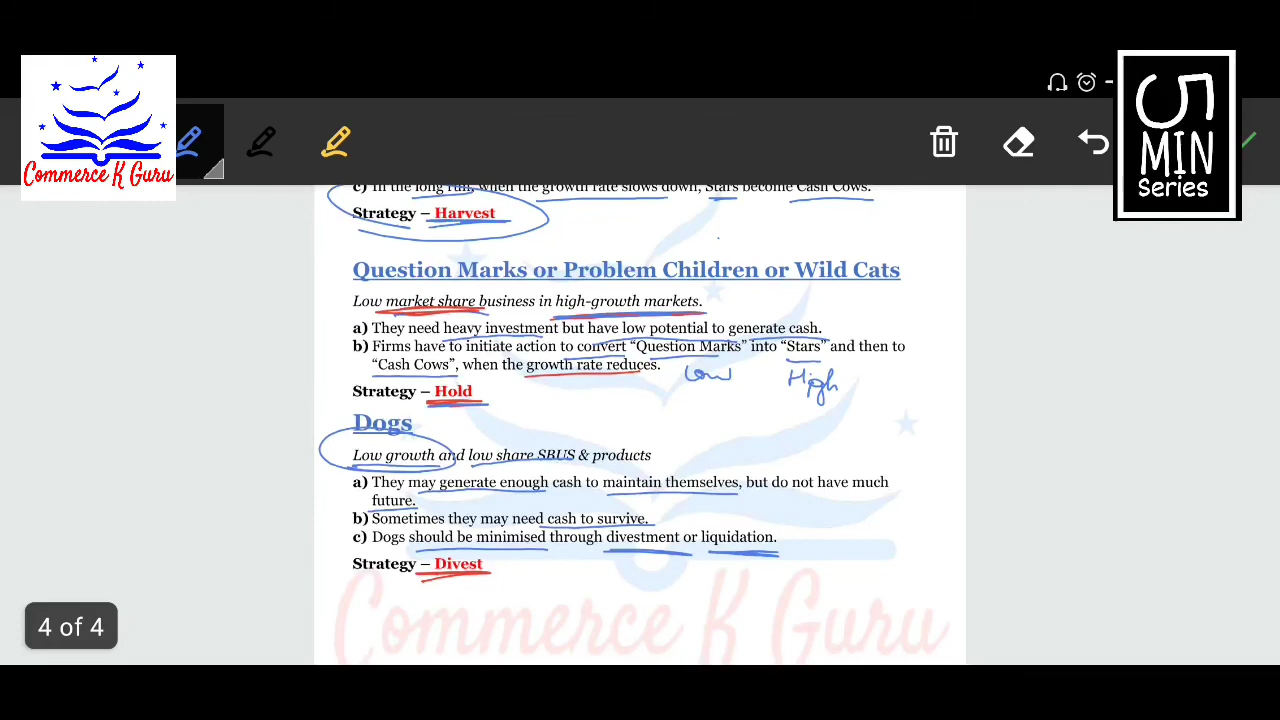 Commerce K Guru
5
MIN
Series
c) In the long run, when the growth rate slows down, Stars become Cash Cows.
Strategy – Harvest
Question Marks or Problem Children or Wild Cats
Low market share business in high-growth markets.
a) They need heavy investment but have low potential to generate cash.
b) Firms have to initiate action to convert “Question Marks” into “Stars” and then to
“Cash Cows”, when the growth rate reduces.
Low High
Strategy – Hold
Dogs
Low growth and low share SBUS & products
a) They may generate enough cash to maintain themselves, but do not have much
future.
b) Sometimes they may need cash to survive.
c) Dogs should be minimised through divestment or liquidation.
Strategy – Divest
4 of 4
Commerce K Guru